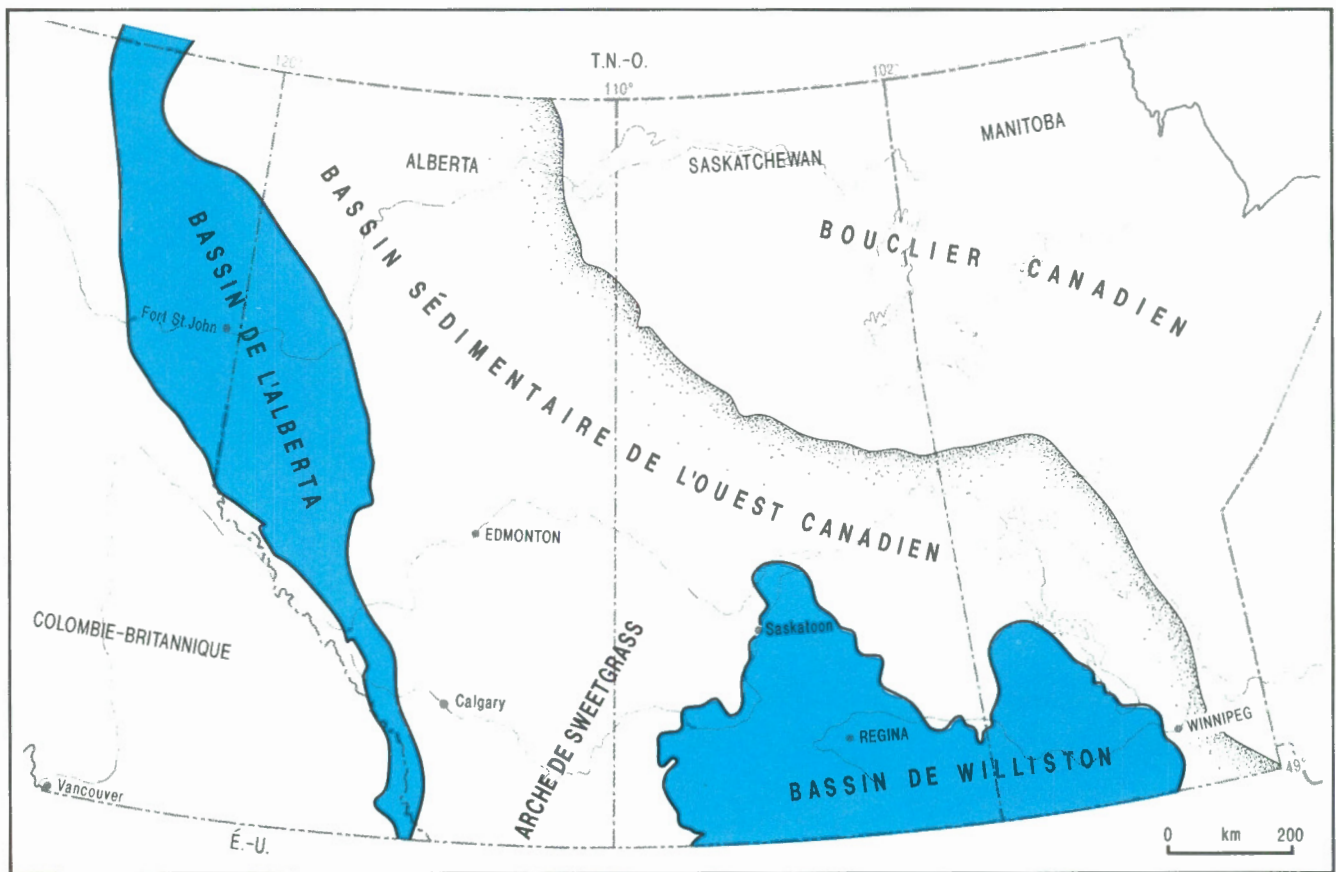 T.N.-O.
120°
110°
102°
MANITOBA
ALBERTA
SASKATCHEWAN
BASSIN SÉDIMENTAIRE DE L'OUEST CANADIEN
BOUCLIER CANADIEN
BASSIN DE L'ALBERTA
Fort St.John
EDMONTON
COLOMBIE-BRITANNIQUE
Saskatoon
Calgary
ARCHE DE SWEETGRASS
REGINA
WINNIPEG
BASSIN DE WILLISTON
49°
Vancouver
É.-U.
0 km 200